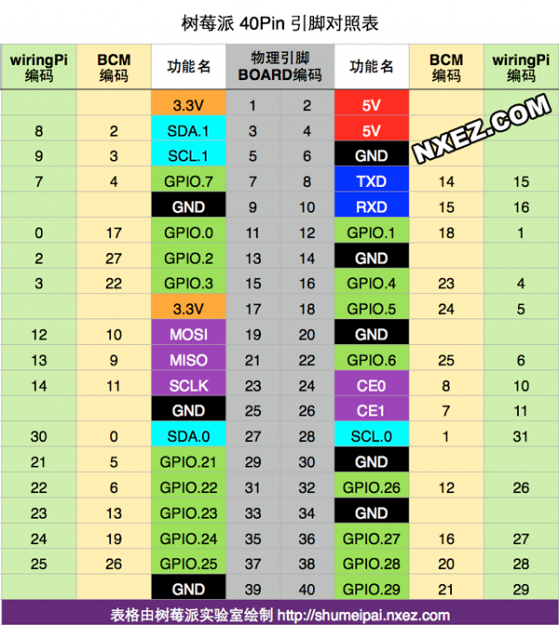 树莓派 40Pin 引脚对照表
wiringPi 编码 BCM 编码 功能名 物理引脚 BOARD编码 功能名 BCM 编码 wiringPi 编码
3.3V 1 2 5V
8 2 SDA.1 3 4 5V
NXEZ.COM
9 3 SCL.1 5 6 GND
7 4 GPIO.7 7 8 TXD 14 15
GND 9 10 RXD 15 16
0 17 GPIO.0 11 12 GPIO.1 18 1
2 27 GPIO.2 13 14 GND
3 22 GPIO.3 15 16 GPIO.4 23 4
3.3V 17 18 GPIO.5 24 5
12 10 MOSI 19 20 GND
13 9 MISO 21 22 GPIO.6 25 6
14 11 SCLK 23 24 CE0 8 10
GND 25 26 CE1 7 11
30 0 SDA.0 27 28 SCL.0 1 31
21 5 GPIO.21 29 30 GND
22 6 GPIO.22 31 32 GPIO.26 12 26
23 13 GPIO.23 33 34 GND
24 19 GPIO.24 35 36 GPIO.27 16 27
25 26 GPIO.25 37 38 GPIO.28 20 28
GND 39 40 GPIO.29 21 29
表格由树莓派实验室绘制 http://shumeipai.nxez.com